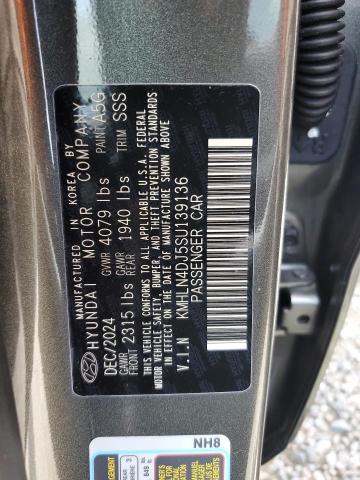 MFD. IN KOREA BY
HYUNDAI MOTOR COMPANY
PAINT A5G
DEC/2024 GVWR 4079 lbs
TRIM SSS
GAWR FRONT 2315 lbs GAWR REAR 1940 lbs
THIS VEHICLE CONFORMS TO ALL APPLICABLE U.S.A. FEDERAL
MOTOR VEHICLE SAFETY, BUMPER, AND THEFT PREVENTION STANDARDS
IN EFFECT ON THE DATE OF MANUFACTURE SHOWN ABOVE.
V.I.N KMHLN4DJ5SU139136
PASSENGER CAR
NH8